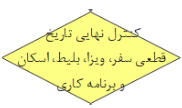 کنترل نهایی تاریخ
قطعی سفر، ویزا، بلیط، اسکان
و برنامه کاری